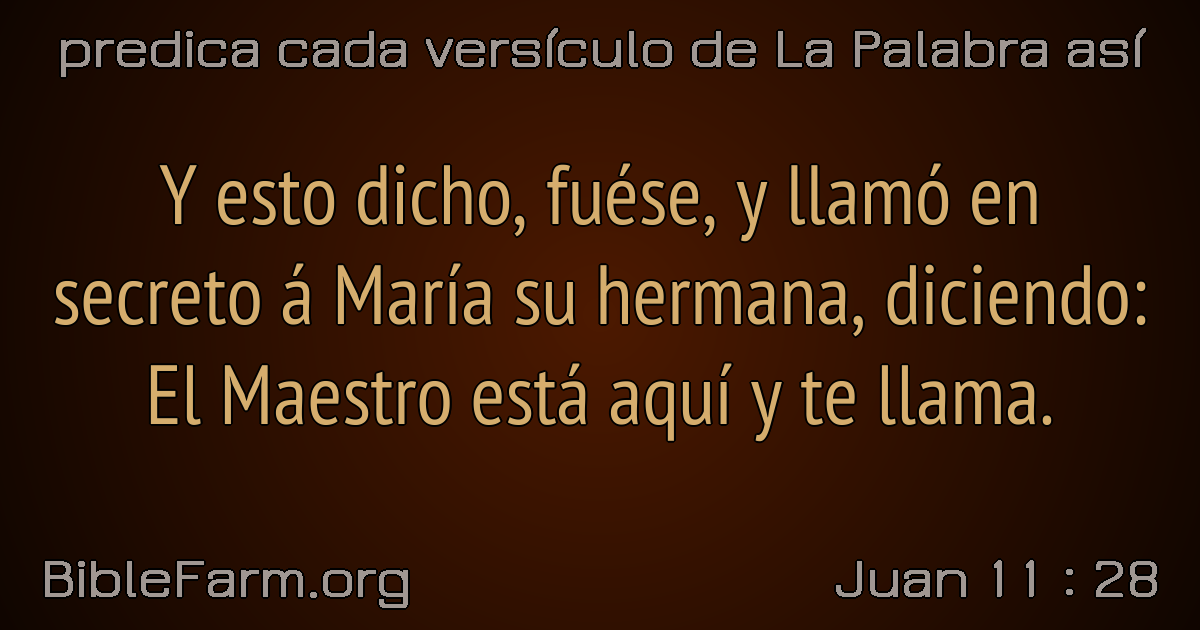 predica cada versículo de La Palabra así
Y esto dicho, fuése, y llamó en
secreto á María su hermana, diciendo:
El Maestro está aquí y te llama.
BibleFarm.org
Juan 11 : 28